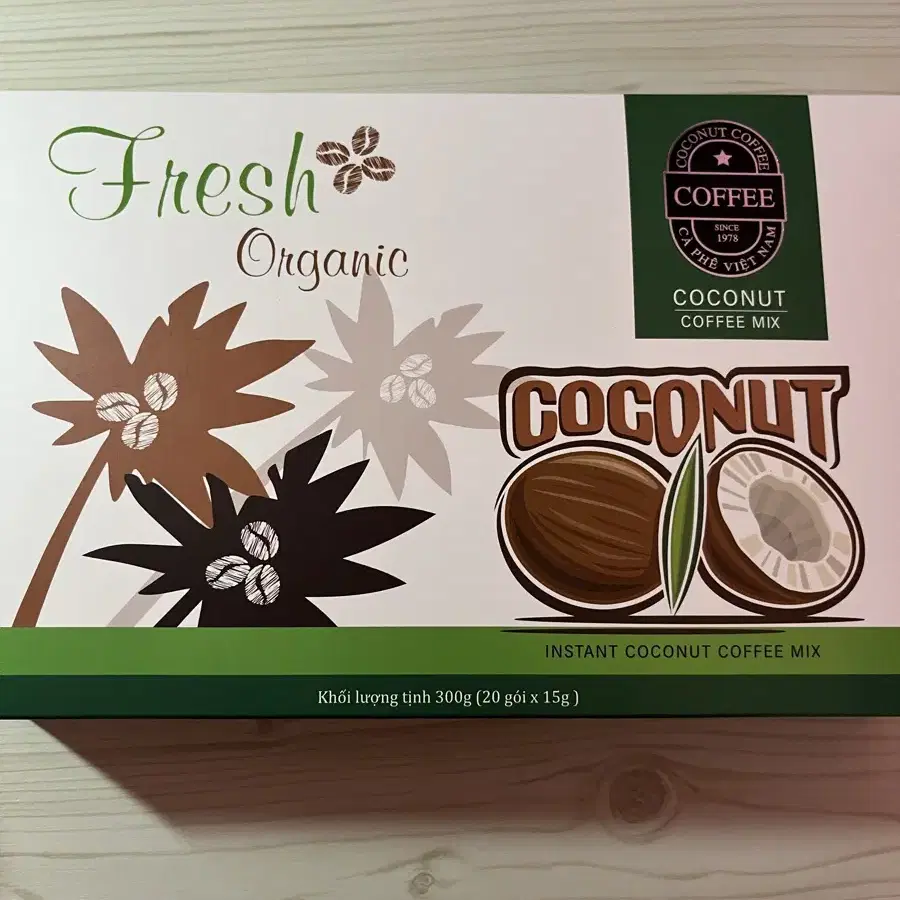 Fresh
Organic
COCONUT COFFEE
COFFEE
SINCE
1978
CÀ PHÊ VIỆT NAM
COCONUT
COFFEE MIX
COCONUT
INSTANT COCONUT COFFEE MIX
Khối lượng tịnh 300g (20 gói x 15g )